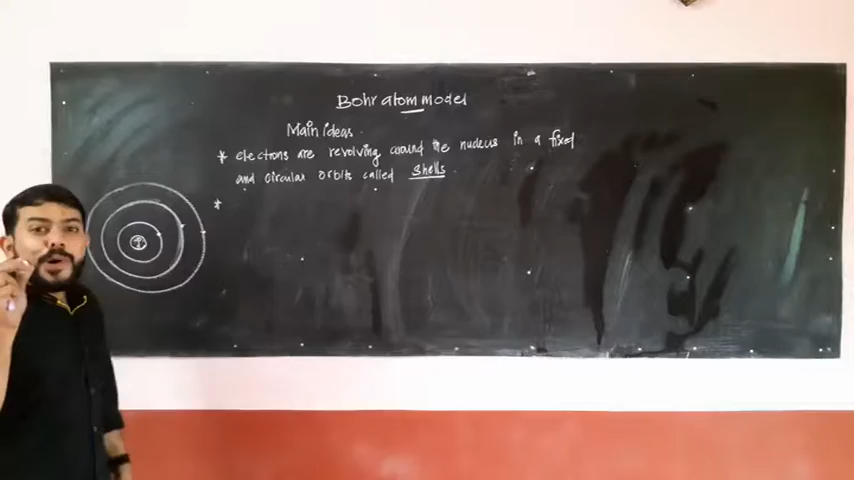 Bohr atom model
Main ideas
* electrons are revolving around the nucleus in a fixed
and circular orbits called shells
*